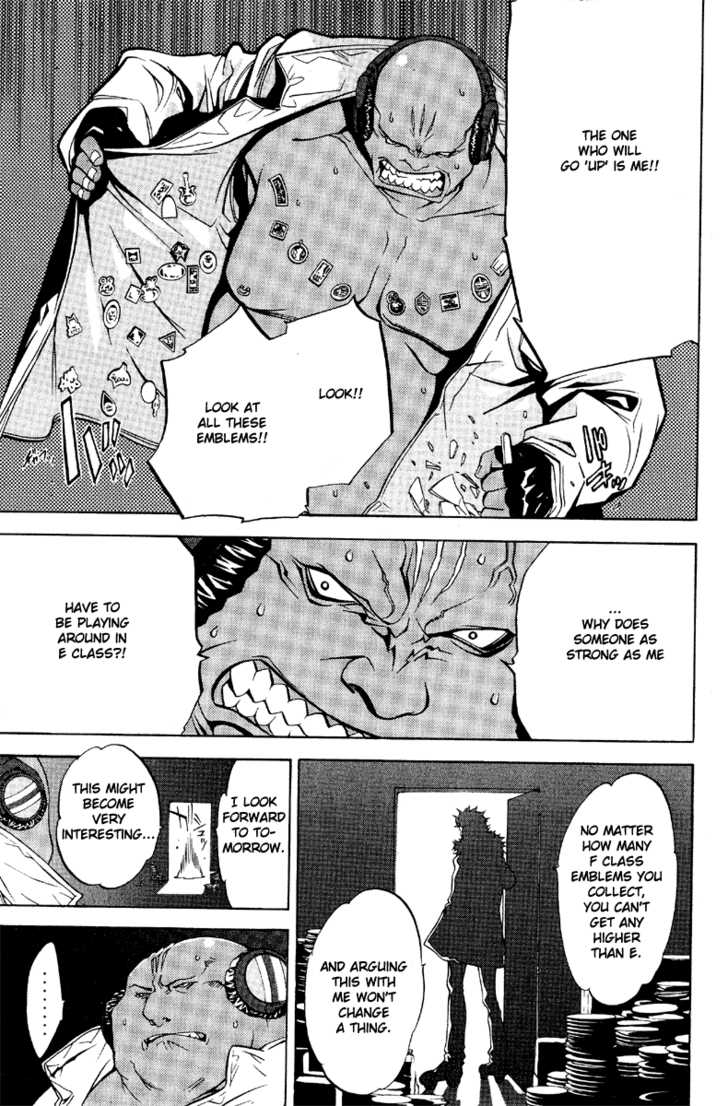 THE ONE
WHO WILL
GO 'UP' IS ME!!
LOOK!!
LOOK AT
ALL THESE
EMBLEMS!!
...
WHY DOES
SOMEONE AS
STRONG AS ME
HAVE TO
BE PLAYING
AROUND IN
E CLASS?!
NO MATTER
HOW MANY
F CLASS
EMBLEMS YOU
COLLECT,
YOU CAN'T
GET ANY
HIGHER
THAN E.
AND ARGUING
THIS WITH
ME WON'T
CHANGE
A THING.
I LOOK
FORWARD
TO TO-
MORROW.
THIS MIGHT
BECOME
VERY
INTERESTING...
......